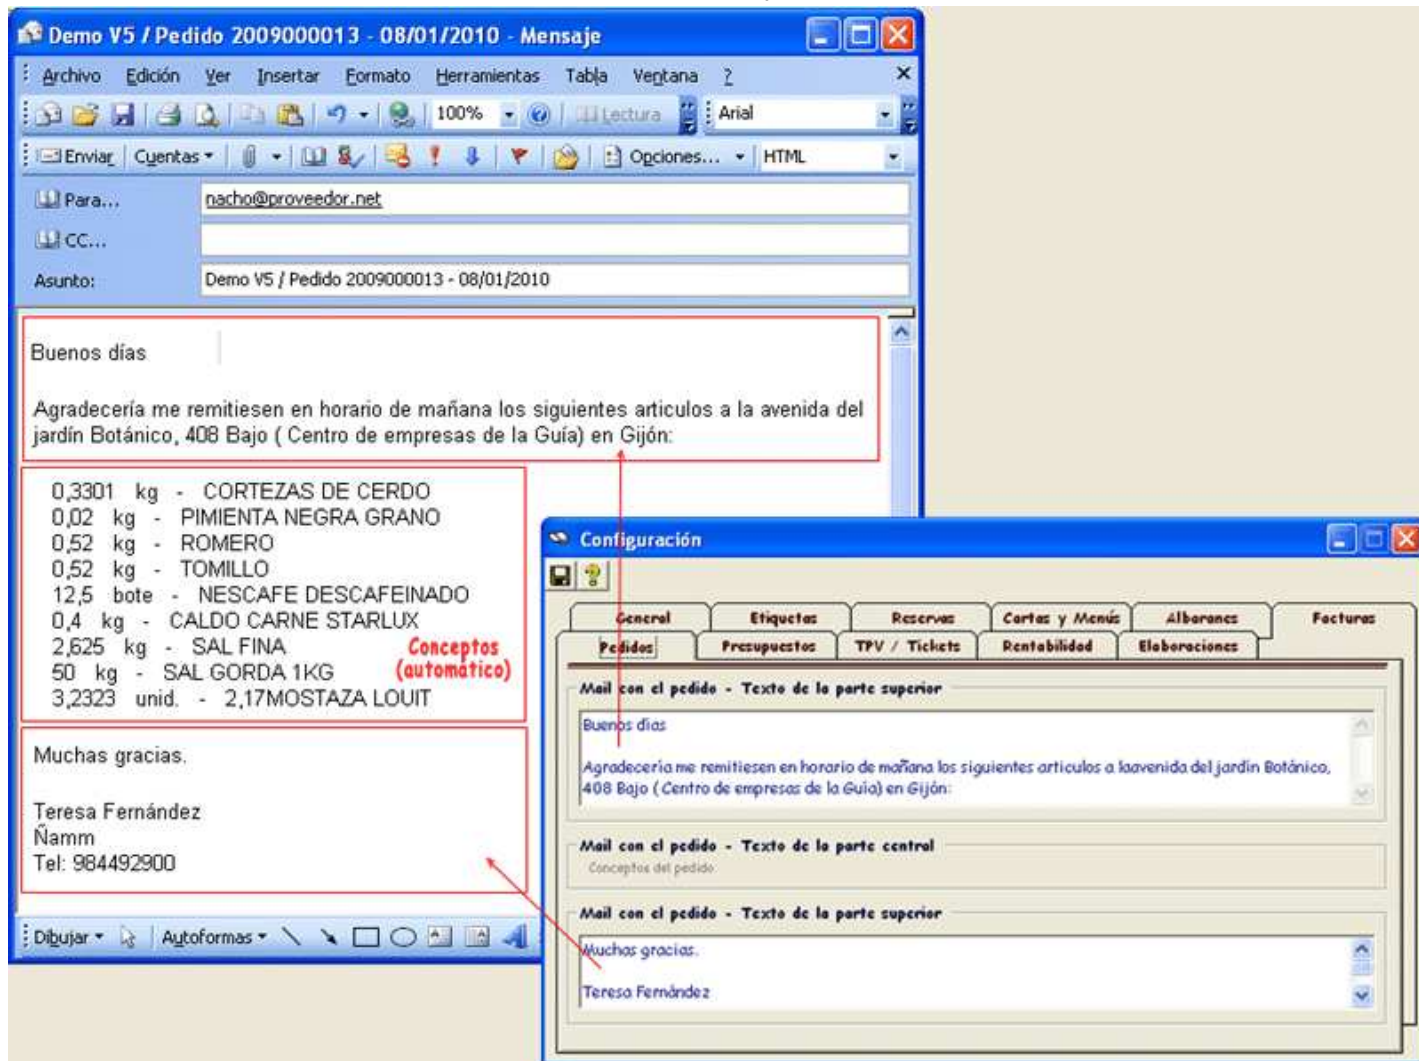 Demo V5 / Pedido 2009000013 - 08/01/2010 - Mensaje
Archivo Edición Ver Insertar Formato Herramientas Tabla Ventana ?
100% Lectura Arial
Enviar Cuentas Opciones... HTML
Para... nacho@proveedor.net
CC...
Asunto: Demo V5 / Pedido 2009000013 - 08/01/2010
Buenos días
Agradecería me remitiesen en horario de mañana los siguientes articulos a la avenida del
jardín Botánico, 408 Bajo ( Centro de empresas de la Guía) en Gijón:
0,3301 kg - CORTEZAS DE CERDO
0,02 kg - PIMIENTA NEGRA GRANO
0,52 kg - ROMERO
0,52 kg - TOMILLO
12,5 bote - NESCAFE DESCAFEINADO
0,4 kg - CALDO CARNE STARLUX
2,625 kg - SAL FINA
50 kg - SAL GORDA 1KG
3,2323 unid. - 2,17MOSTAZA LOUIT
Conceptos
(automático)
Muchas gracias.
Teresa Fernández
Ñamm
Tel: 984492900
Dibujar Autoformas
Configuración
General Etiquetas Reservas Cartas y Menús Albaranes Facturas
Pedidos Presupuestos TPV / Tickets Rentabilidad Elaboraciones
Mail con el pedido - Texto de la parte superior
Buenos días
Agradecería me remitiesen en horario de mañana los siguientes articulos a laavenida del jardín Botánico,
408 Bajo ( Centro de empresas de la Guía) en Gijón:
Mail con el pedido - Texto de la parte central
Conceptos del pedido
Mail con el pedido - Texto de la parte superior
Muchas gracias.
Teresa Fernández